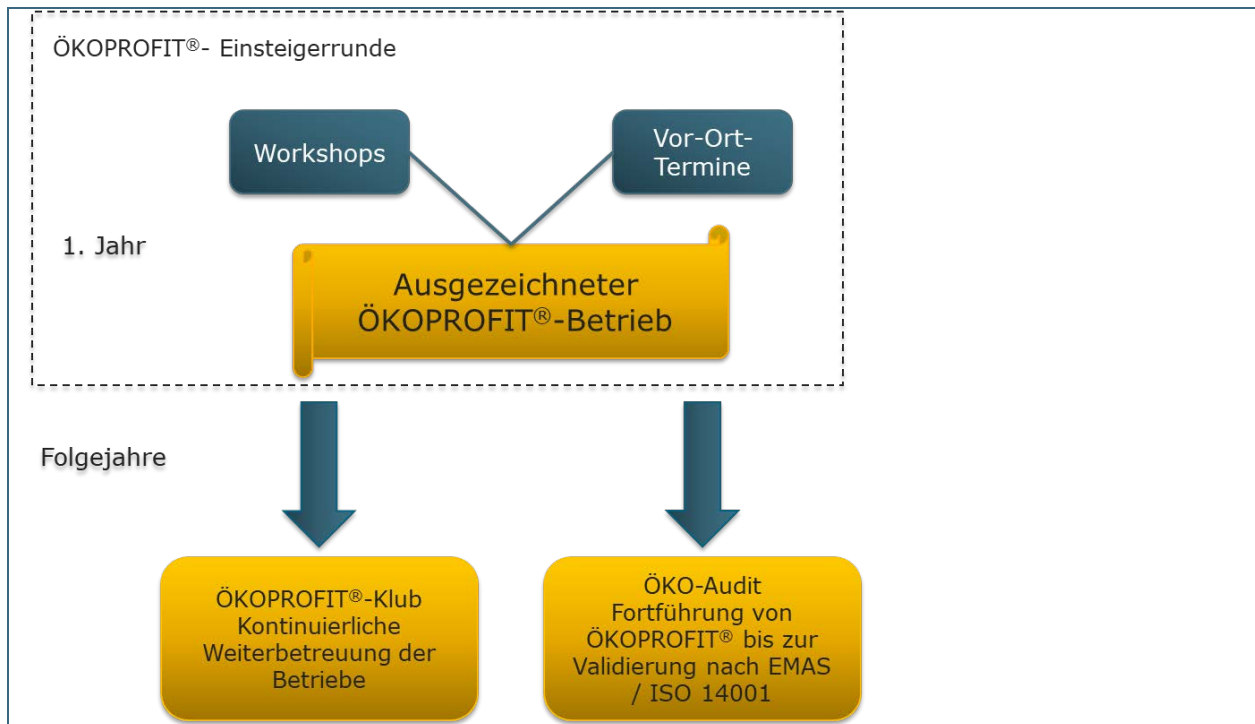 ÖKOPROFIT®- Einsteigerrunde
Workshops
Vor-Ort-
Termine
1. Jahr
Ausgezeichneter
ÖKOPROFIT®-Betrieb
Folgejahre
ÖKOPROFIT®-Klub
Kontinuierliche
Weiterbetreuung der
Betriebe
ÖKO-Audit
Fortführung von
ÖKOPROFIT® bis zur
Validierung nach EMAS
/ ISO 14001